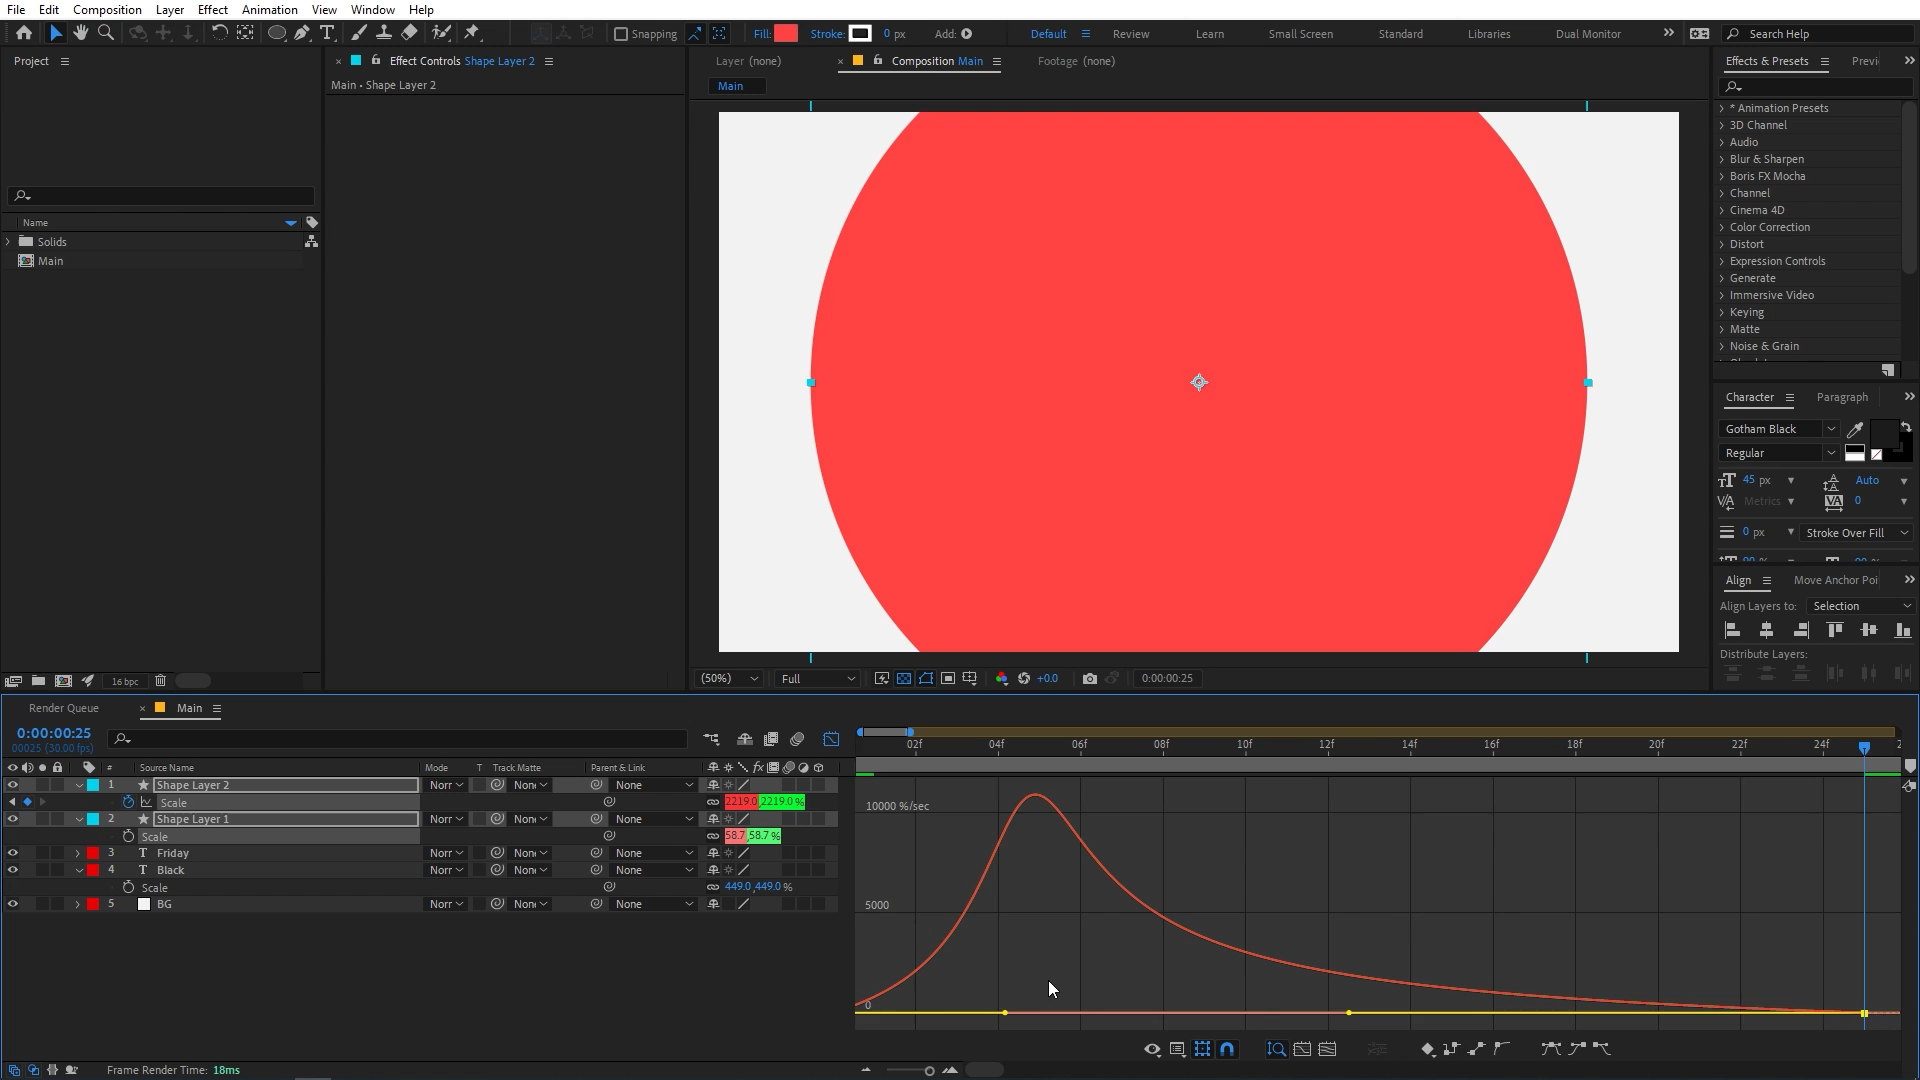 File Edit Composition Layer Effect Animation View Window Help
Snapping Fill: Stroke: 0 px Add: Default Review Learn Small Screen Standard Libraries Dual Monitor Search Help
Project
Effect Controls Shape Layer 2
Main • Shape Layer 2
Layer (none) Composition Main Footage (none)
Main
Effects & Presets Previ
* Animation Presets
3D Channel
Audio
Blur & Sharpen
Boris FX Mocha
Channel
Cinema 4D
Color Correction
Distort
Expression Controls
Generate
Immersive Video
Keying
Matte
Noise & Grain
Name
Solids
Main
Character Paragraph
Gotham Black
Regular
45 px Auto
Metrics 0
0 px Stroke Over Fill
Align Move Anchor Poi
Align Layers to: Selection
Distribute Layers:
16 bpc
(50%) Full +0.0 0:00:00:25
Render Queue Main
0:00:00:25
00025 (30.00 fps)
02f 04f 06f 08f 10f 12f 14f 16f 18f 20f 22f 24f 2
# Source Name Mode T Track Matte Parent & Link
1 Shape Layer 2 Norr Non None
Scale 2219.0, 2219.0 %
2 Shape Layer 1 Norr Non None
Scale 58.7, 58.7 %
3 Friday Norr Non None
4 Black Norr Non None
Scale 449.0, 449.0 %
5 BG Norr Non None
10000 %/sec
5000
0
Frame Render Time: 18ms